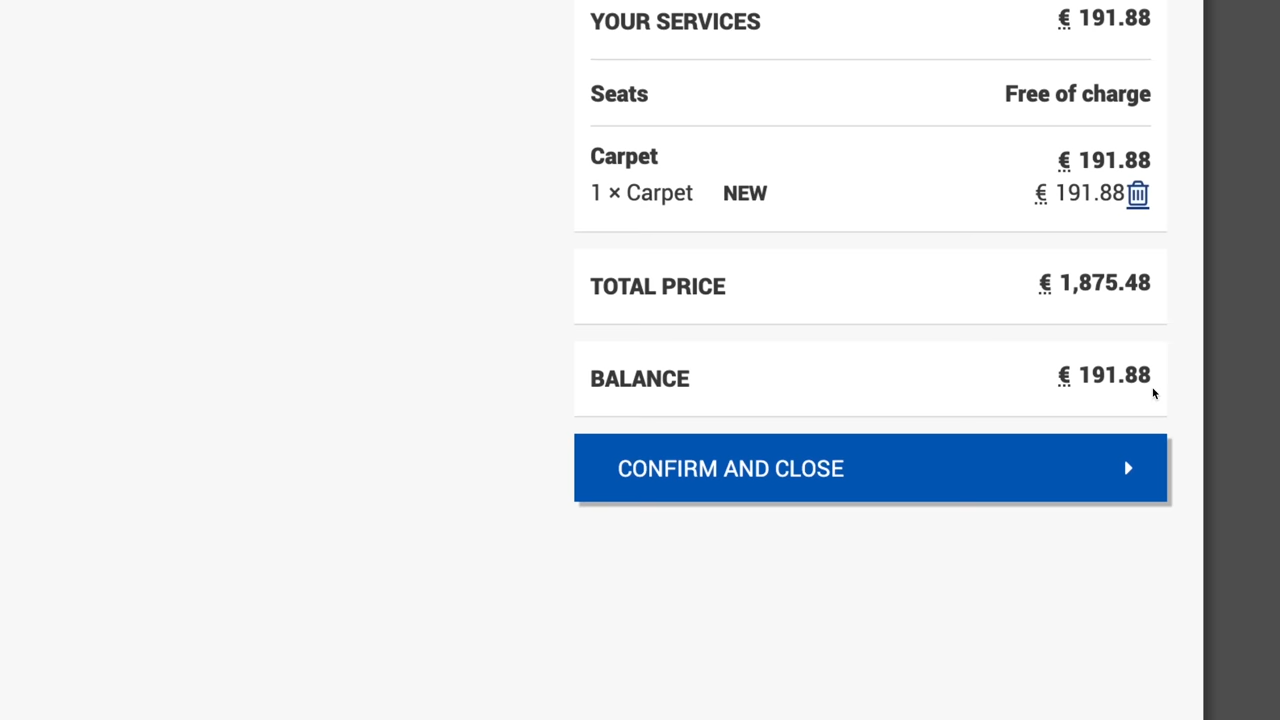 YOUR SERVICES € 191.88
Seats Free of charge
Carpet € 191.88
1 × Carpet NEW € 191.88
TOTAL PRICE € 1,875.48
BALANCE € 191.88
CONFIRM AND CLOSE